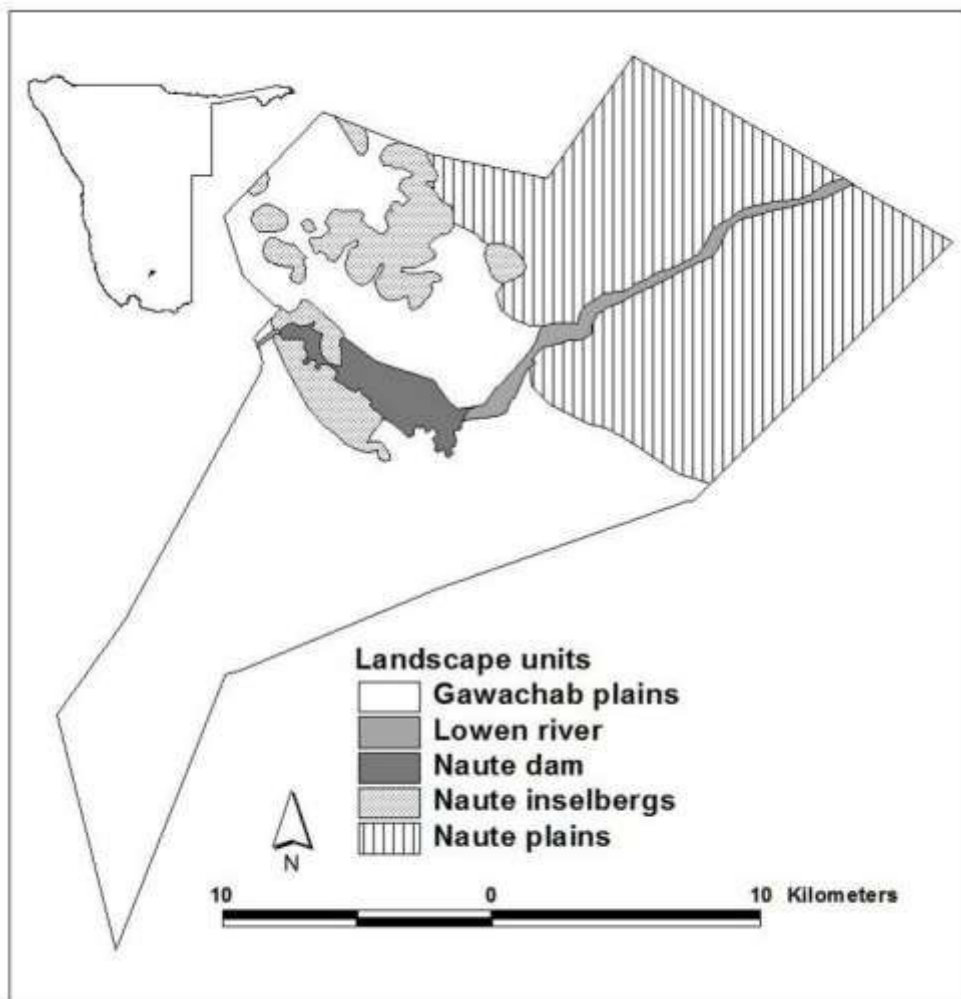 Landscape units
Gawachab plains
Lowen river
Naute dam
Naute inselbergs
Naute plains
N
10 0 10 Kilometers